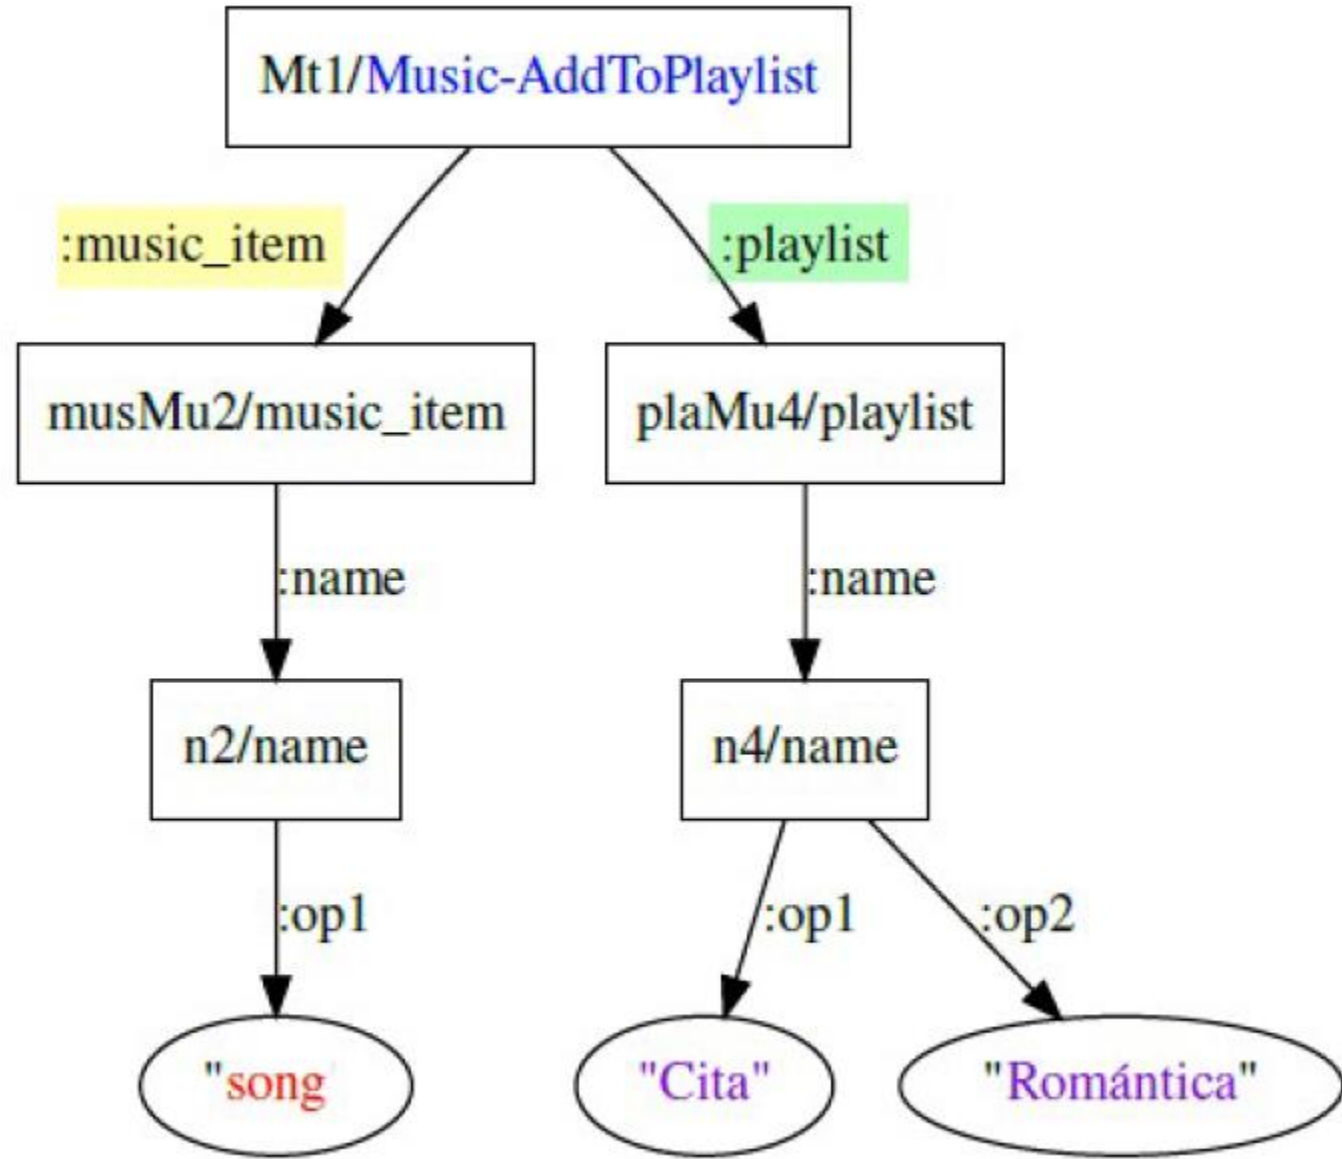 Mt1/Music-AddToPlaylist
:music_item :playlist
musMu2/music_item plaMu4/playlist
:name :name
n2/name n4/name
:op1 :op1 :op2
"song "Cita" "Romántica"